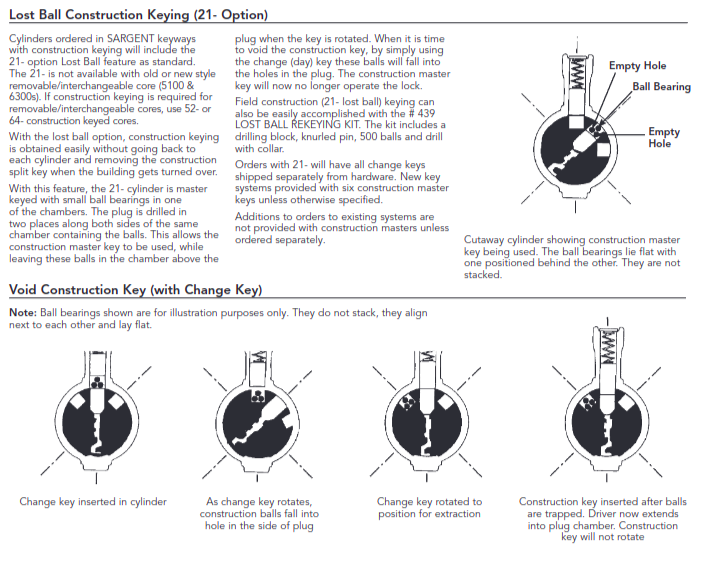 Lost Ball Construction Keying (21- Option)
Cylinders ordered in SARGENT keyways
with construction keying will include the
21- option Lost Ball feature as standard.
The 21- is not available with old or new style
removable/interchangeable core (5100 &
6300s). If construction keying is required for
removable/interchangeable cores, use 52- or
64- construction keyed cores.
With the lost ball option, construction keying
is obtained easily without going back to
each cylinder and removing the construction
split key when the building gets turned over.
With this feature, the 21- cylinder is master
keyed with small ball bearings in one
of the chambers. The plug is drilled in
two places along both sides of the same
chamber containing the balls. This allows the
construction master key to be used, while
leaving these balls in the chamber above the
plug when the key is rotated. When it is time
to void the construction key, by simply using
the change (day) key these balls will fall into
the holes in the plug. The construction master
key will now no longer operate the lock.
Field construction (21- lost ball) keying can
also be easily accomplished with the # 439
LOST BALL REKEYING KIT. The kit includes a
drilling block, knurled pin, 500 balls and drill
with collar.
Orders with 21- will have all change keys
shipped separately from hardware. New key
systems provided with six construction master
keys unless otherwise specified.
Additions to orders to existing systems are
not provided with construction masters unless
ordered separately.
Empty Hole
Ball Bearing
Empty
Hole
Cutaway cylinder showing construction master
key being used. The ball bearings lie flat with
one positioned behind the other. They are not
stacked.
Void Construction Key (with Change Key)
Note: Ball bearings shown are for illustration purposes only. They do not stack, they align
next to each other and lay flat.
Change key inserted in cylinder
As change key rotates,
construction balls fall into
hole in the side of plug
Change key rotated to
position for extraction
Construction key inserted after balls
are trapped. Driver now extends
into plug chamber. Construction
key will not rotate